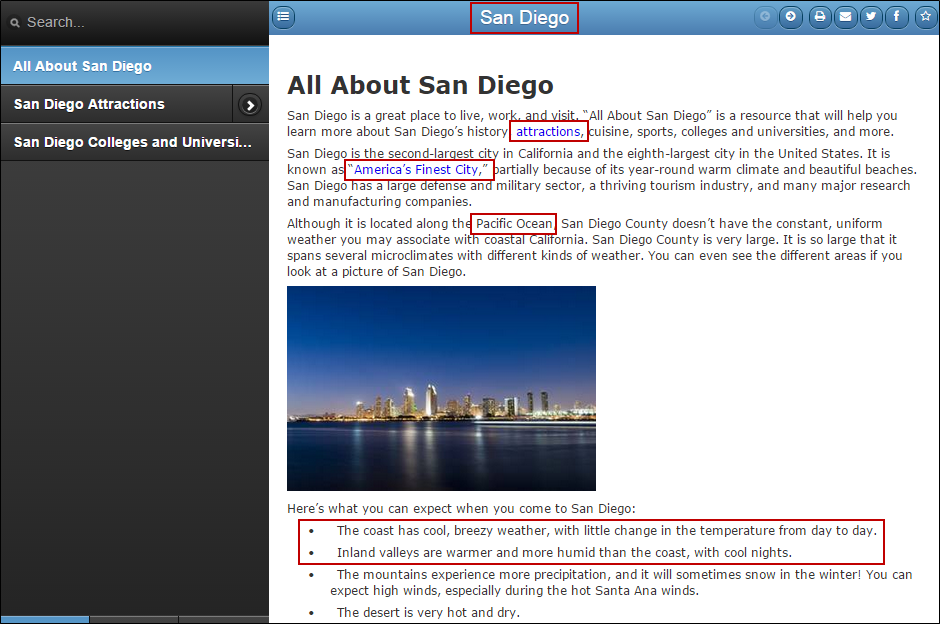 Search...
San Diego
All About San Diego
San Diego Attractions
San Diego Colleges and Universi...
All About San Diego
San Diego is a great place to live, work, and visit. “All About San Diego” is a resource that will help you
learn more about San Diego’s history, attractions, cuisine, sports, colleges and universities, and more.
San Diego is the second-largest city in California and the eighth-largest city in the United States. It is
known as “America’s Finest City,” partially because of its year-round warm climate and beautiful beaches.
San Diego has a large defense and military sector, a thriving tourism industry, and many major research
and manufacturing companies.
Although it is located along the Pacific Ocean, San Diego County doesn’t have the constant, uniform
weather you may associate with coastal California. San Diego County is very large. It is so large that it
spans several microclimates with different kinds of weather. You can even see the different areas if you
look at a picture of San Diego.
Here’s what you can expect when you come to San Diego:
• The coast has cool, breezy weather, with little change in the temperature from day to day.
• Inland valleys are warmer and more humid than the coast, with cool nights.
• The mountains experience more precipitation, and it will sometimes snow in the winter! You can
expect high winds, especially during the hot Santa Ana winds.
• The desert is very hot and dry.